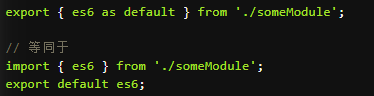 export { es6 as default } from './someModule';
// 等同于
import { es6 } from './someModule';
export default es6;